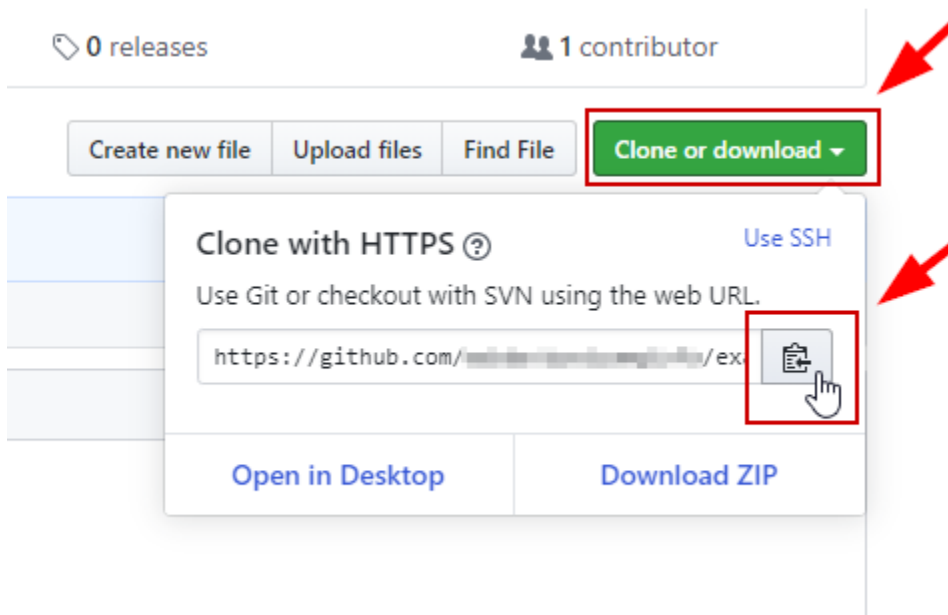 0 releases
1 contributor
Create new file
Upload files
Find File
Clone or download
Clone with HTTPS ?
Use SSH
Use Git or checkout with SVN using the web URL.
https://github.com/ /ex
Open in Desktop
Download ZIP